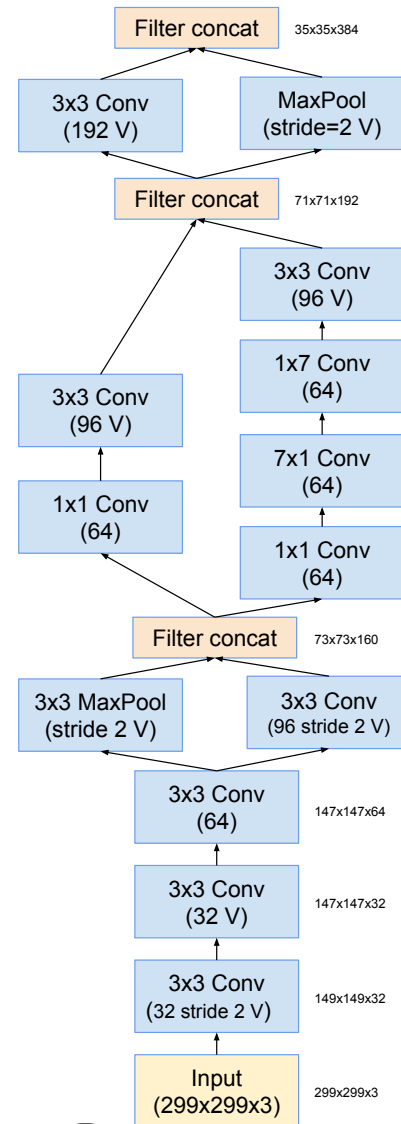 Filter concat
35x35x384
3x3 Conv
(192 V)
MaxPool
(stride=2 V)
Filter concat
71x71x192
3x3 Conv
(96 V)
1x7 Conv
(64)
3x3 Conv
(96 V)
7x1 Conv
(64)
1x1 Conv
(64)
1x1 Conv
(64)
Filter concat
73x73x160
3x3 MaxPool
(stride 2 V)
3x3 Conv
(96 stride 2 V)
3x3 Conv
(64)
147x147x64
3x3 Conv
(32 V)
147x147x32
3x3 Conv
(32 stride 2 V)
149x149x32
Input
(299x299x3)
299x299x3